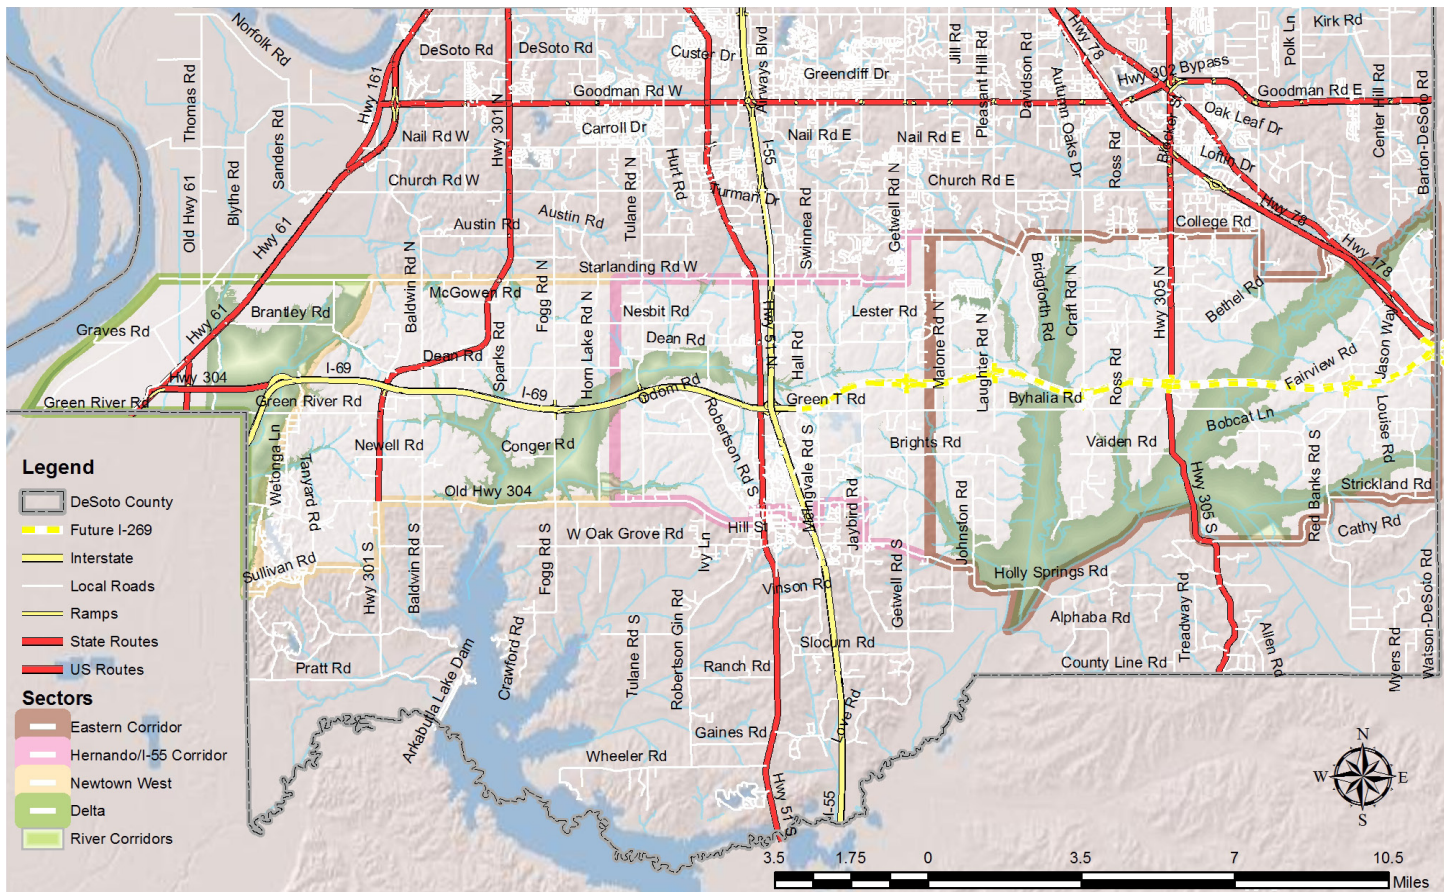 Norfolk Rd
DeSoto Rd
DeSoto Rd
Custer Dr
Airways Blvd
Greencliff Dr
Jill Rd
Pleasant Hill Rd
Davidson Rd
Hwy 78
Hwy 302 Bypass
Polk Ln
Kirk Rd
Thomas Rd
Hwy 161
Hwy 301 N
Goodman Rd W
Goodman Rd E
Autumn Oaks Dr
Oak Leaf Dr
Center Hill Rd
Barton-DeSoto Rd
Sanders Rd
Nail Rd W
Carroll Dr
I-55
Nail Rd E
Nail Rd E
Ross Rd
Loftin Dr
Old Hwy 61
Blythe Rd
Church Rd W
Tulane Rd N
Hurt Rd
Turman Dr
Swinnea Rd
Getwell Rd N
Church Rd E
Hwy 78
Hwy 61
Austin Rd
Austin Rd
College Rd
Hwy 178
Baldwin Rd N
Fogg Rd N
Starlanding Rd W
McGowen Rd
Bridgforth Rd
Craft Rd N
Hwy 305 N
Bethel Rd
Graves Rd
Hwy 61
Brantley Rd
Horn Lake Rd N
Nesbit Rd
Hwy 51 N
Lester Rd
Malone Rd N
Laughter Rd N
Jason Way
Dean Rd
Sparks Rd
Dean Rd
Hall Rd
Ross Rd
Fairview Rd
Hwy 304
I-69
I-69
Odom Rd
Green River Rd
Green River Rd
Robertson Rd S
Green T Rd
Byhalia Rd
Bobcat Ln
Louise Rd
Newell Rd
Conger Rd
Brights Rd
Vaiden Rd
Wetonga Ln
Tanyard Rd
Old Hwy 304
Mcingvale Rd S
Jaybird Rd
Johnston Rd
Hwy 305 S
Red Banks Rd S
Strickland Rd
Cathy Rd
Hwy 301 S
Baldwin Rd S
Fogg Rd S
W Oak Grove Rd
Ivy Ln
Hill S
Getwell Rd S
Sullivan Rd
Vinson Rd
Holly Springs Rd
Treadway Rd
Watson-DeSoto Rd
Alphaba Rd
Crawford Rd
Tulane Rd S
Robertson Gin Rd
Slocum Rd
Allen Rd
Myers Rd
Pratt Rd
Arkabutla Lake Dam
Ranch Rd
County Line Rd
Love Rd
Gaines Rd
Wheeler Rd
Hwy 51 S
I-55
Legend
DeSoto County
Future I-269
Interstate
Local Roads
Ramps
State Routes
US Routes
Sectors
Eastern Corridor
Hernando/I-55 Corridor
Newtown West
Delta
River Corridors
N
W E
S
3.5 1.75 0 3.5 7 10.5
Miles